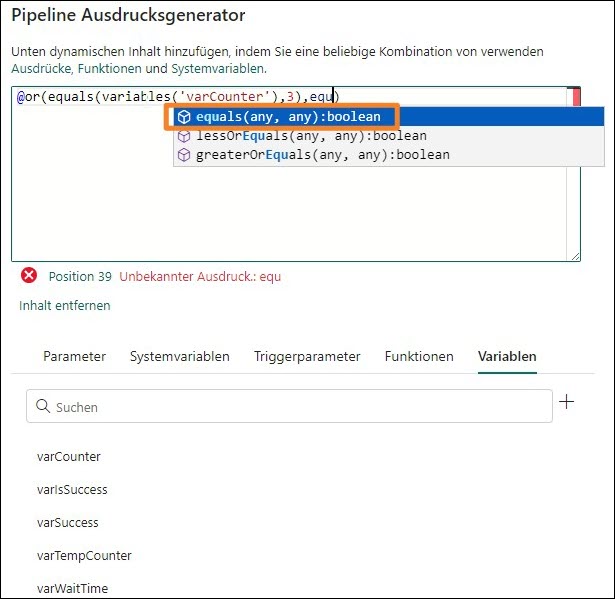 Pipeline Ausdrucksgenerator
Unten dynamischen Inhalt hinzufügen, indem Sie eine beliebige Kombination von verwenden
Ausdrücke, Funktionen und Systemvariablen.
@or(equals(variables('varCounter'),3),equ)
equals(any, any):boolean
lessOrEquals(any, any):boolean
greaterOrEquals(any, any):boolean
Position 39 Unbekannter Ausdruck.: equ
Inhalt entfernen
Parameter Systemvariablen Triggerparameter Funktionen Variablen
Suchen
varCounter
varIsSuccess
varSuccess
varTempCounter
varWaitTime